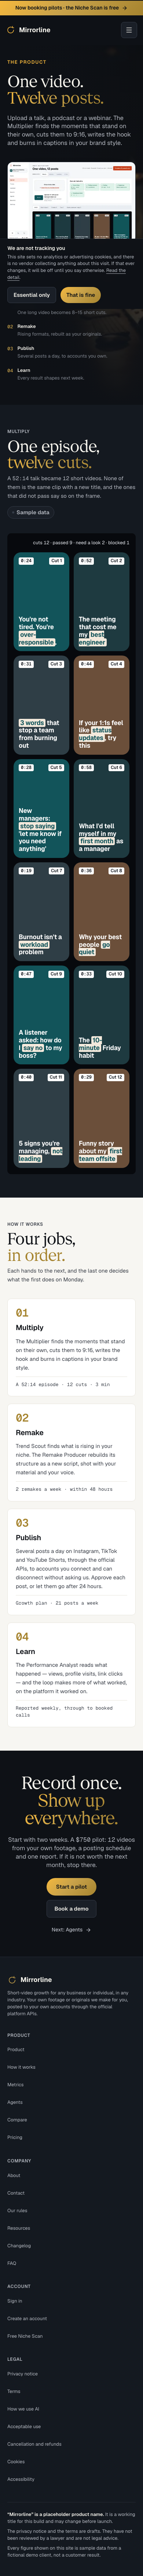 Now booking pilots · the Niche Scan is free →
Mirrorline
THE PRODUCT
One video.
Twelve posts.
Upload a talk, a podcast or a webinar. The
Multiplier finds the moments that stand on
their own, cuts them to 9:16, writes the hook
and burns in captions in your brand style.
We are not tracking you
This site sets no advertising or analytics cookies, and there is
no vendor collecting anything about this visit. If that ever
changes, it will be off until you say otherwise. Read the
detail
Essential only
That is fine
One long video becomes 8–15 short cuts.
02
Remake
Rising formats, rebuilt as your originals.
03
Publish
Several posts a day, to accounts you own.
04
Learn
Every result shapes next week.
MULTIPLY
One episode,
twelve cuts.
A 52:14 talk became 12 short videos. None of
them is the same clip with a new intro, and the ones
that did not pass say so on the frame.
Sample data
cuts 12 · passed 9 · need a look 2 · blocked 1
0:24
Cut 1
You're not
tired. You're
over-
responsible.
0:52
Cut 2
The meeting
that cost me
my best
engineer
0:31
Cut 3
3 words that
stop a team
from burning
out
0:44
Cut 4
If your 1:1s feel
like status
updates, try
this
0:28
Cut 5
New
managers:
stop saying
'let me know if
you need
anything'
0:58
Cut 6
What I'd tell
myself in my
first month as
a manager
0:19
Cut 7
Burnout isn't a
workload
problem
0:36
Cut 8
Why your best
people go
quiet
0:47
Cut 9
A listener
asked: how do
I say no to my
boss?
0:33
Cut 10
The 10-
minute Friday
habit
0:40
Cut 11
5 signs you're
managing, not
leading
0:29
Cut 12
Funny story
about my first
team offsite
HOW IT WORKS
Four jobs,
in order.
Each hands to the next, and the last one decides
what the first does on Monday.
01
Multiply
The Multiplier finds the moments that stand
on their own, cuts them to 9:16, writes the
hook and burns in captions in your brand
style.
A 52:14 episode · 12 cuts · 3 min
02
Remake
Trend Scout finds what is rising in your
niche. The Remake Producer rebuilds its
structure as a new script, shot with your
material and your voice.
2 remakes a week · within 48 hours
03
Publish
Several posts a day on Instagram, TikTok
and YouTube Shorts, through the official
APIs, to accounts you connect and can
disconnect without asking us. Approve each
post, or let them go after 24 hours.
Growth plan · 21 posts a week
04
Learn
The Performance Analyst reads what
happened — views, profile visits, link clicks
— and the loop makes more of what worked,
on the platform it worked on.
Reported weekly, through to booked
calls
Record once.
Show up
everywhere.
Start with two weeks. A $750 pilot: 12 videos
from your own footage, a posting schedule
and one report. If it is not worth the next
month, stop there.
Start a pilot
Book a demo
Next: Agents →
Mirrorline
Short-video growth for any business or individual, in any
industry. Your own footage or originals we make for you,
posted to your own accounts through the official
platform APIs.
PRODUCT
Product
How it works
Metrics
Agents
Compare
Pricing
COMPANY
About
Contact
Our rules
Resources
Changelog
FAQ
ACCOUNT
Sign in
Create an account
Free Niche Scan
LEGAL
Privacy notice
Terms
How we use AI
Acceptable use
Cancellation and refunds
Cookies
Accessibility
"Mirrorline" is a placeholder product name. It is a working
title for this build and may change before launch.
The privacy notice and the terms are drafts. They have not
been reviewed by a lawyer and are not legal advice.
Every figure shown on this site is sample data from a
fictional demo client, not a customer result.